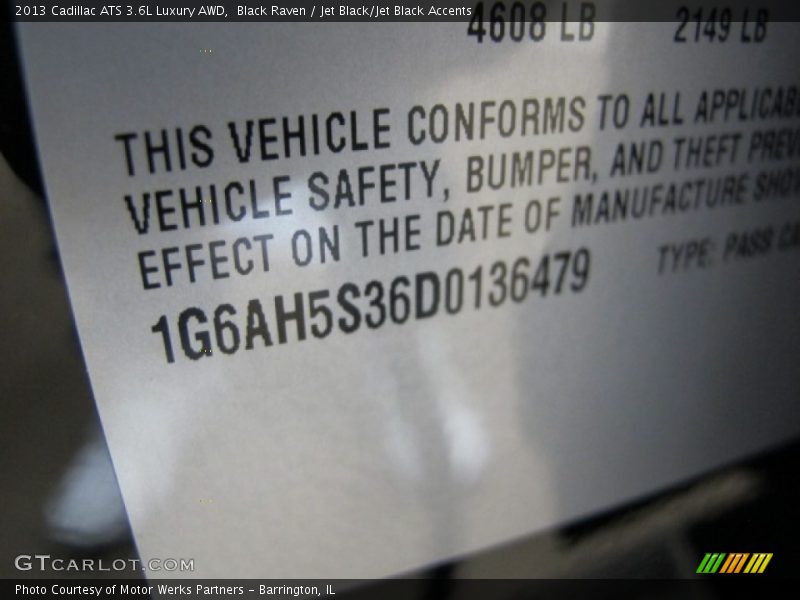 2013 Cadillac ATS 3.6L Luxury AWD,  Black Raven / Jet Black/Jet Black Accents
4608 LB 2149 LB
THIS VEHICLE CONFORMS TO ALL APPLICAB
VEHICLE SAFETY, BUMPER, AND THEFT PREV
EFFECT ON THE DATE OF MANUFACTURE SHO
1G6AH5S36D0136479 TYPE: PASS CA
GTCARLOT.COM
Photo Courtesy of Motor Werks Partners - Barrington, IL